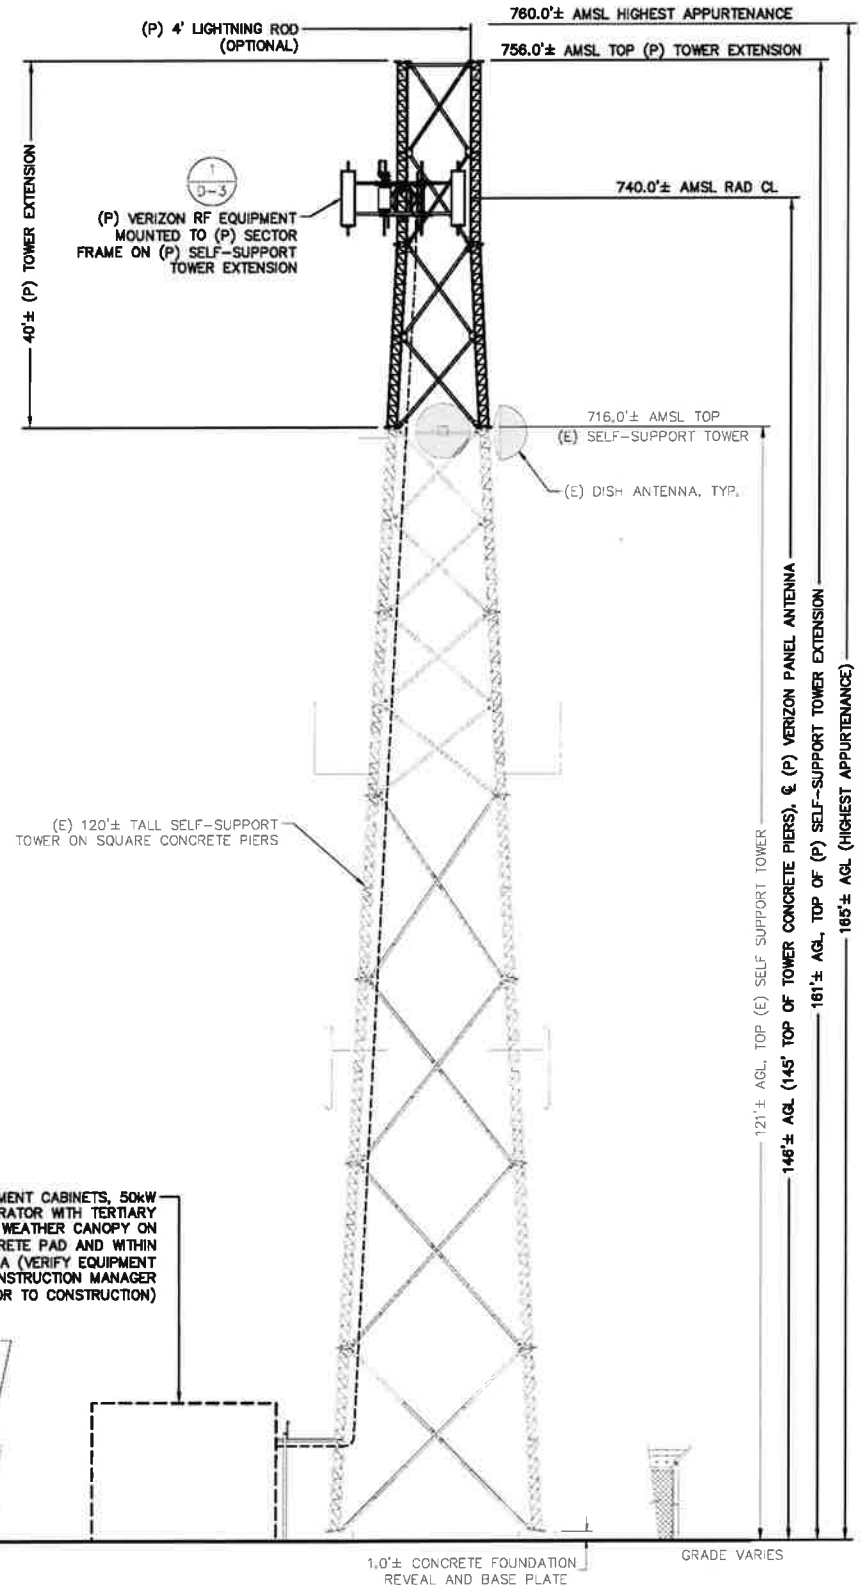 (P) 4' LIGHTNING ROD
(OPTIONAL)
760.0'± AMSL HIGHEST APPURTENANCE
756.0'± AMSL TOP (P) TOWER EXTENSION
40'± (P) TOWER EXTENSION
1
D-3
740.0'± AMSL RAD CL
(P) VERIZON RF EQUIPMENT
MOUNTED TO (P) SECTOR
FRAME ON (P) SELF-SUPPORT
TOWER EXTENSION
716.0'± AMSL TOP
(E) SELF-SUPPORT TOWER
(E) DISH ANTENNA, TYP.
(E) 120'± TALL SELF-SUPPORT
TOWER ON SQUARE CONCRETE PIERS
121'± AGL, TOP (E) SELF SUPPORT TOWER
146'± AGL (145' TOP OF TOWER CONCRETE PIERS), ℄ (P) VERIZON PANEL ANTENNA
161'± AGL, TOP OF (P) SELF-SUPPORT TOWER EXTENSION
165'± AGL (HIGHEST APPURTENANCE)
MENT CABINETS, 50kW
RATOR WITH TERTIARY
WEATHER CANOPY ON
RETE PAD AND WITHIN
A (VERIFY EQUIPMENT
NSTRUCTION MANAGER
OR TO CONSTRUCTION)
1.0'± CONCRETE FOUNDATION
REVEAL AND BASE PLATE
GRADE VARIES